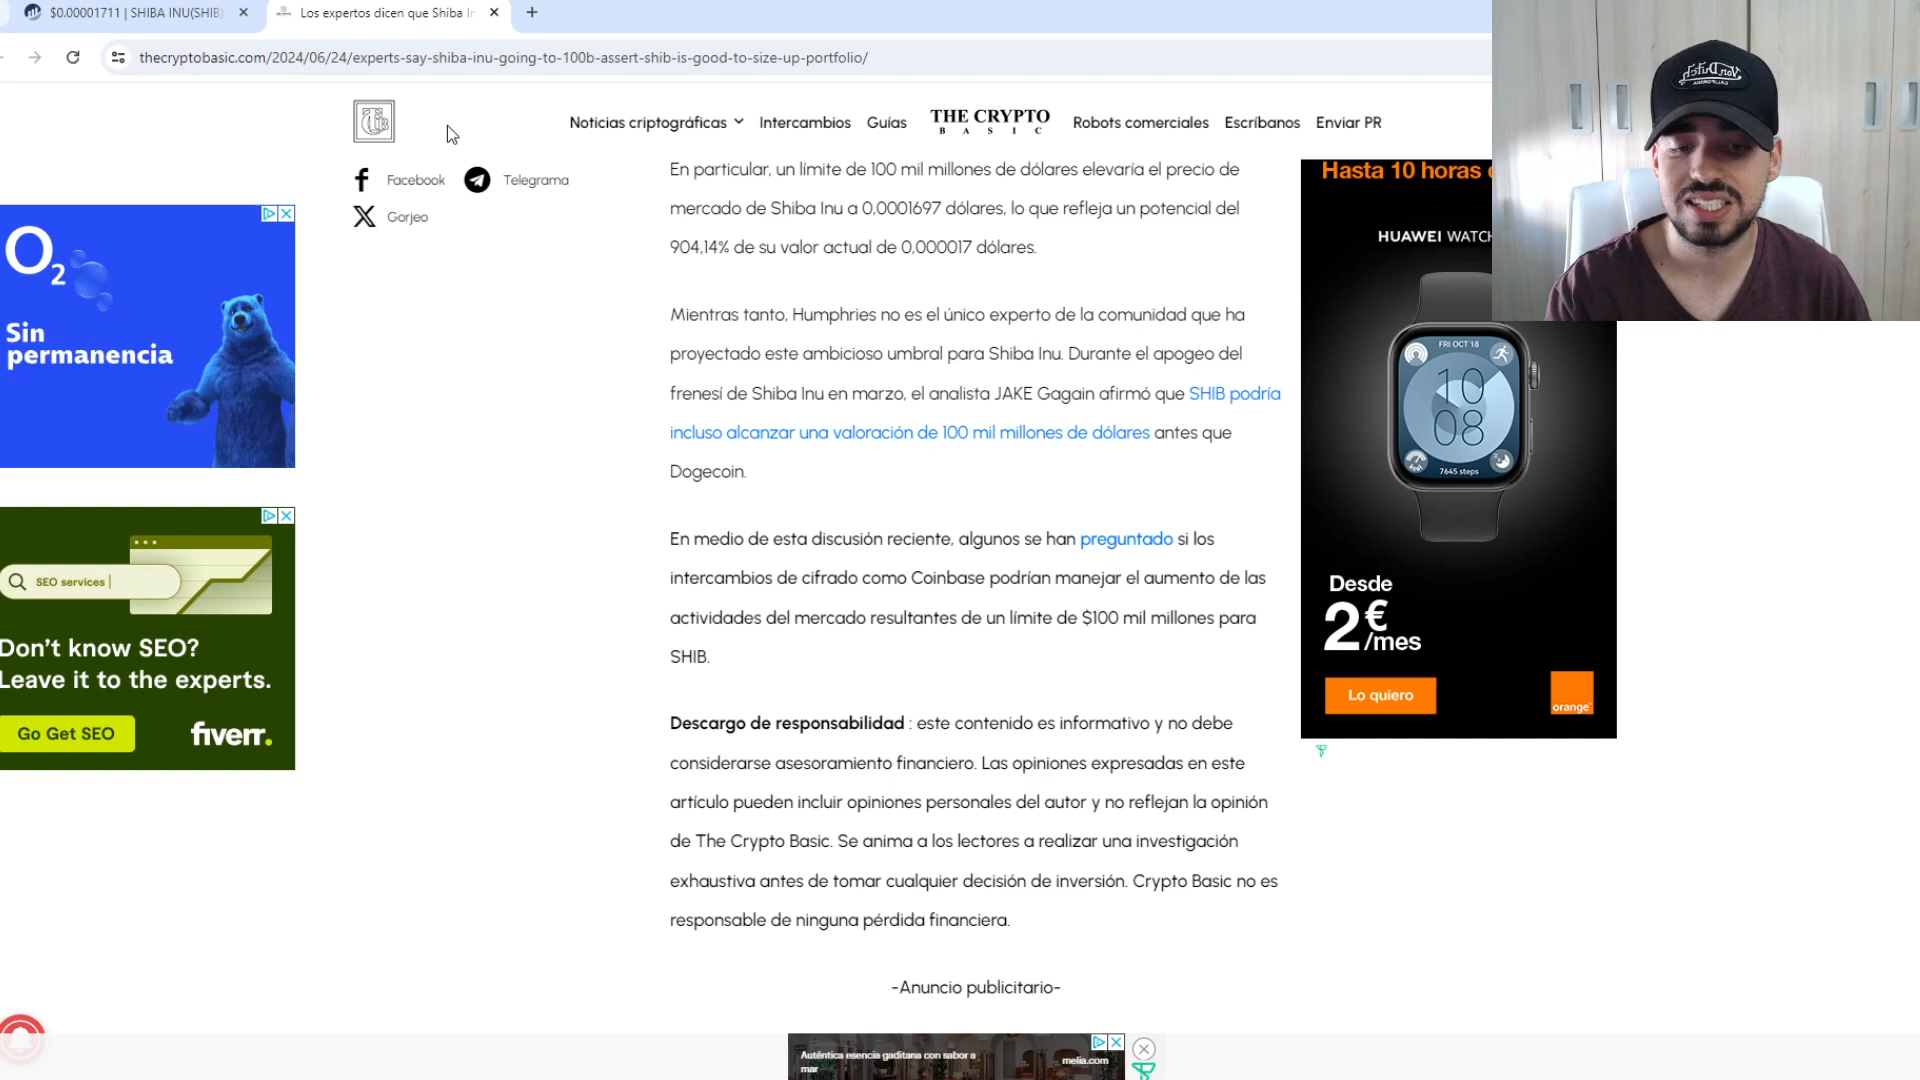 $0.00001711 | SHIBA INU(SHIB)
Los expertos dicen que Shiba In
thecryptobasic.com/2024/06/24/experts-say-shiba-inu-going-to-100b-assert-shib-is-good-to-size-up-portfolio/
Noticias criptográficas
Intercambios
Guías
THE CRYPTO
BASIC
Robots comerciales
Escríbanos
Enviar PR
Facebook
Telegrama
Gorjeo
En particular, un límite de 100 mil millones de dólares elevaría el precio de
mercado de Shiba Inu a 0,0001697 dólares, lo que refleja un potencial del
904,14% de su valor actual de 0,000017 dólares.
Mientras tanto, Humphries no es el único experto de la comunidad que ha
proyectado este ambicioso umbral para Shiba Inu. Durante el apogeo del
frenesí de Shiba Inu en marzo, el analista JAKE Gagain afirmó que SHIB podría
incluso alcanzar una valoración de 100 mil millones de dólares antes que
Dogecoin.
En medio de esta discusión reciente, algunos se han preguntado si los
intercambios de cifrado como Coinbase podrían manejar el aumento de las
actividades del mercado resultantes de un límite de $100 mil millones para
SHIB.
Descargo de responsabilidad : este contenido es informativo y no debe
considerarse asesoramiento financiero. Las opiniones expresadas en este
artículo pueden incluir opiniones personales del autor y no reflejan la opinión
de The Crypto Basic. Se anima a los lectores a realizar una investigación
exhaustiva antes de tomar cualquier decisión de inversión. Crypto Basic no es
responsable de ninguna pérdida financiera.
-Anuncio publicitario-
O2
Sin
permanencia
SEO services
Don't know SEO?
Leave it to the experts.
Go Get SEO
fiverr.
Hasta 10 horas
HUAWEI WATCH
FRI OCT 18
10
08
7645 steps
Desde
2€
/mes
Lo quiero
orange
Von Dutch
CALIFORNIA
Auténtica esencia gaditana con sabor a
mar
melia.com